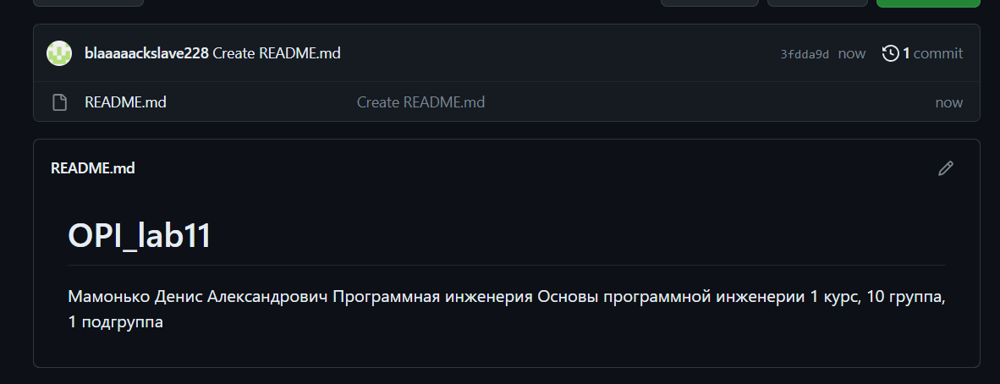 blaaaaackslave228 Create README.md 3fdda9d now 1 commit
README.md Create README.md now
README.md
OPI_lab11
Мамонько Денис Александрович Программная инженерия Основы программной инженерии 1 курс, 10 группа,
1 подгруппа